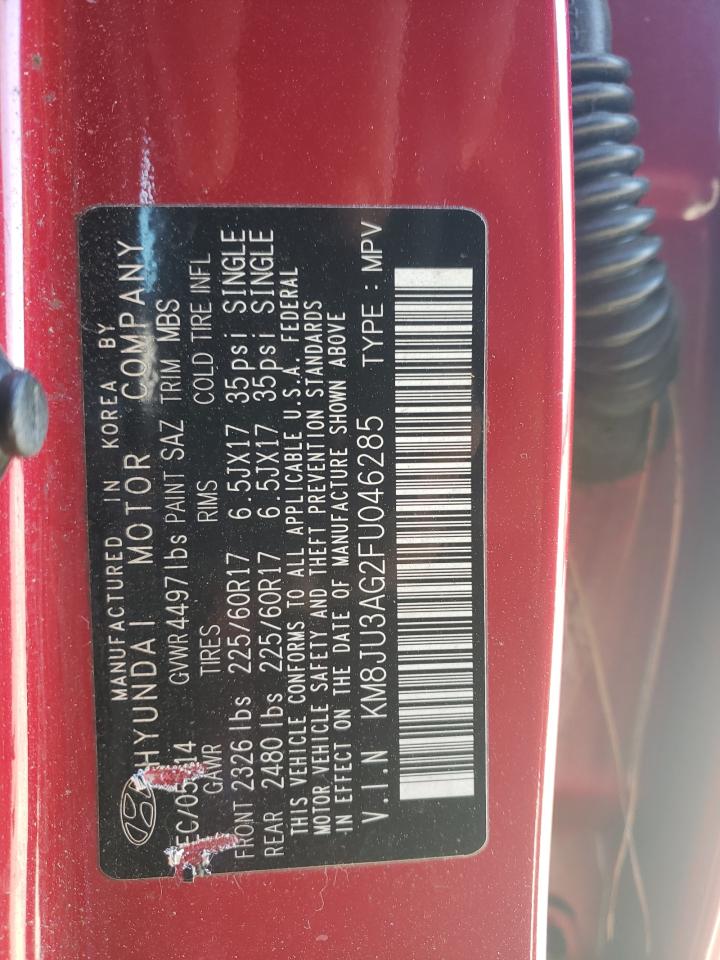 MANUFACTURED IN KOREA BY
HYUNDAI MOTOR COMPANY
GVWR4497lbs PAINT SAZ TRIM MBS
GAWR TIRES RIMS COLD TIRE INFL
FRONT 2326 lbs 225/60R17 6.5JX17 35psi SINGLE
REAR 2480 lbs 225/60R17 6.5JX17 35psi SINGLE
THIS VEHICLE CONFORMS TO ALL APPLICABLE U.S.A. FEDERAL
MOTOR VEHICLE SAFETY AND THEFT PREVENTION STANDARDS
IN EFFECT ON THE DATE OF MANUFACTURE SHOWN ABOVE
V.I.N KM8JU3AG2FU046285 TYPE : MPV